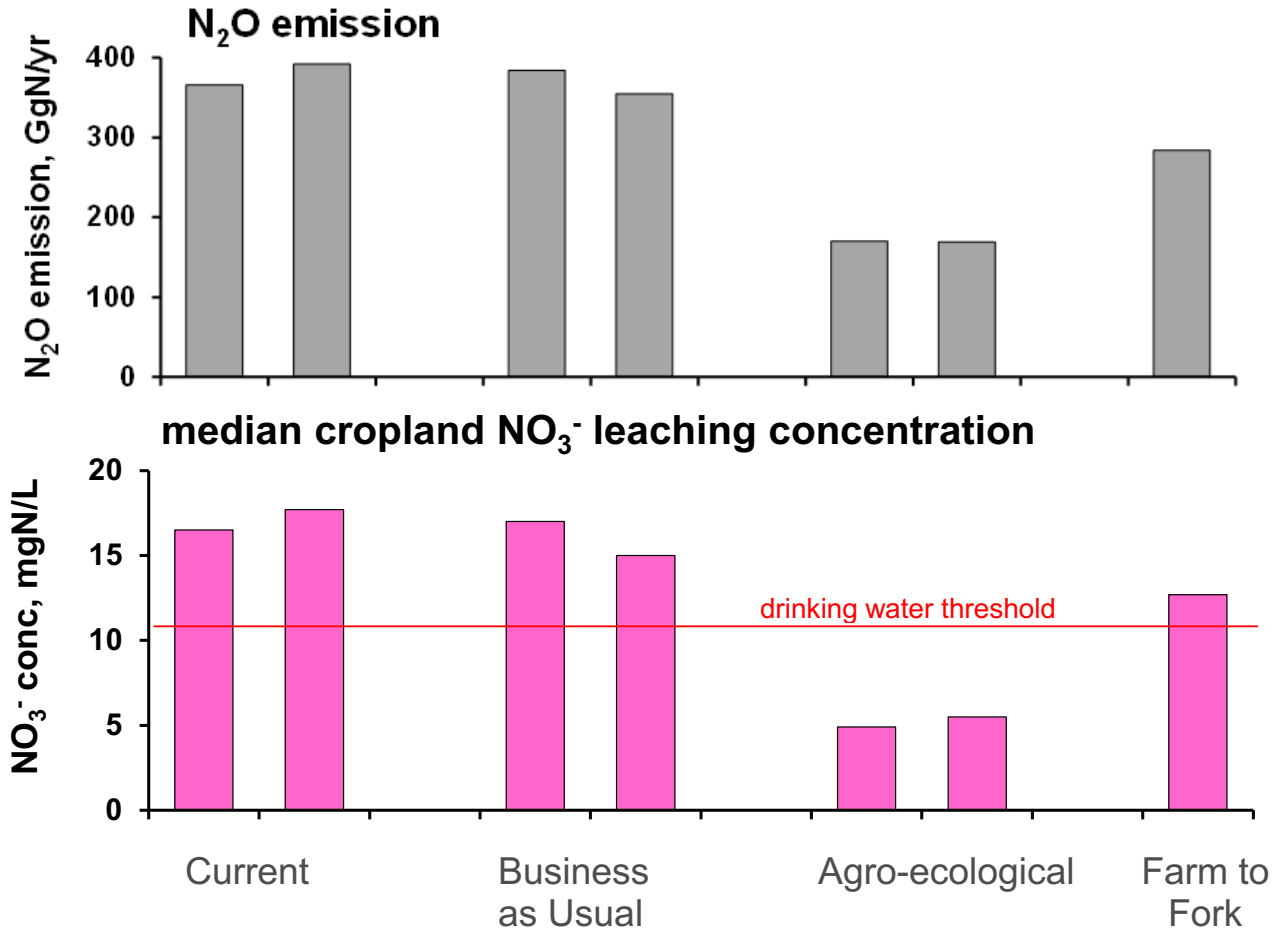 N₂O emission
N₂O emission, GgN/yr
400
300
200
100
0
median cropland NO₃⁻ leaching concentration
NO₃⁻ conc, mgN/L
20
15
10
5
0
drinking water threshold
Current
Business
as Usual
Agro-ecological
Farm to
Fork